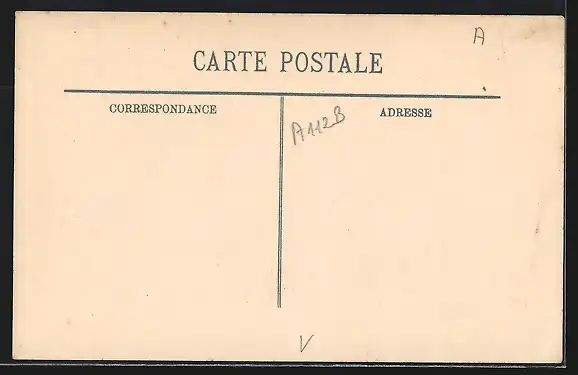 A
CARTE POSTALE
CORRESPONDANCE
ADRESSE
A112B
V